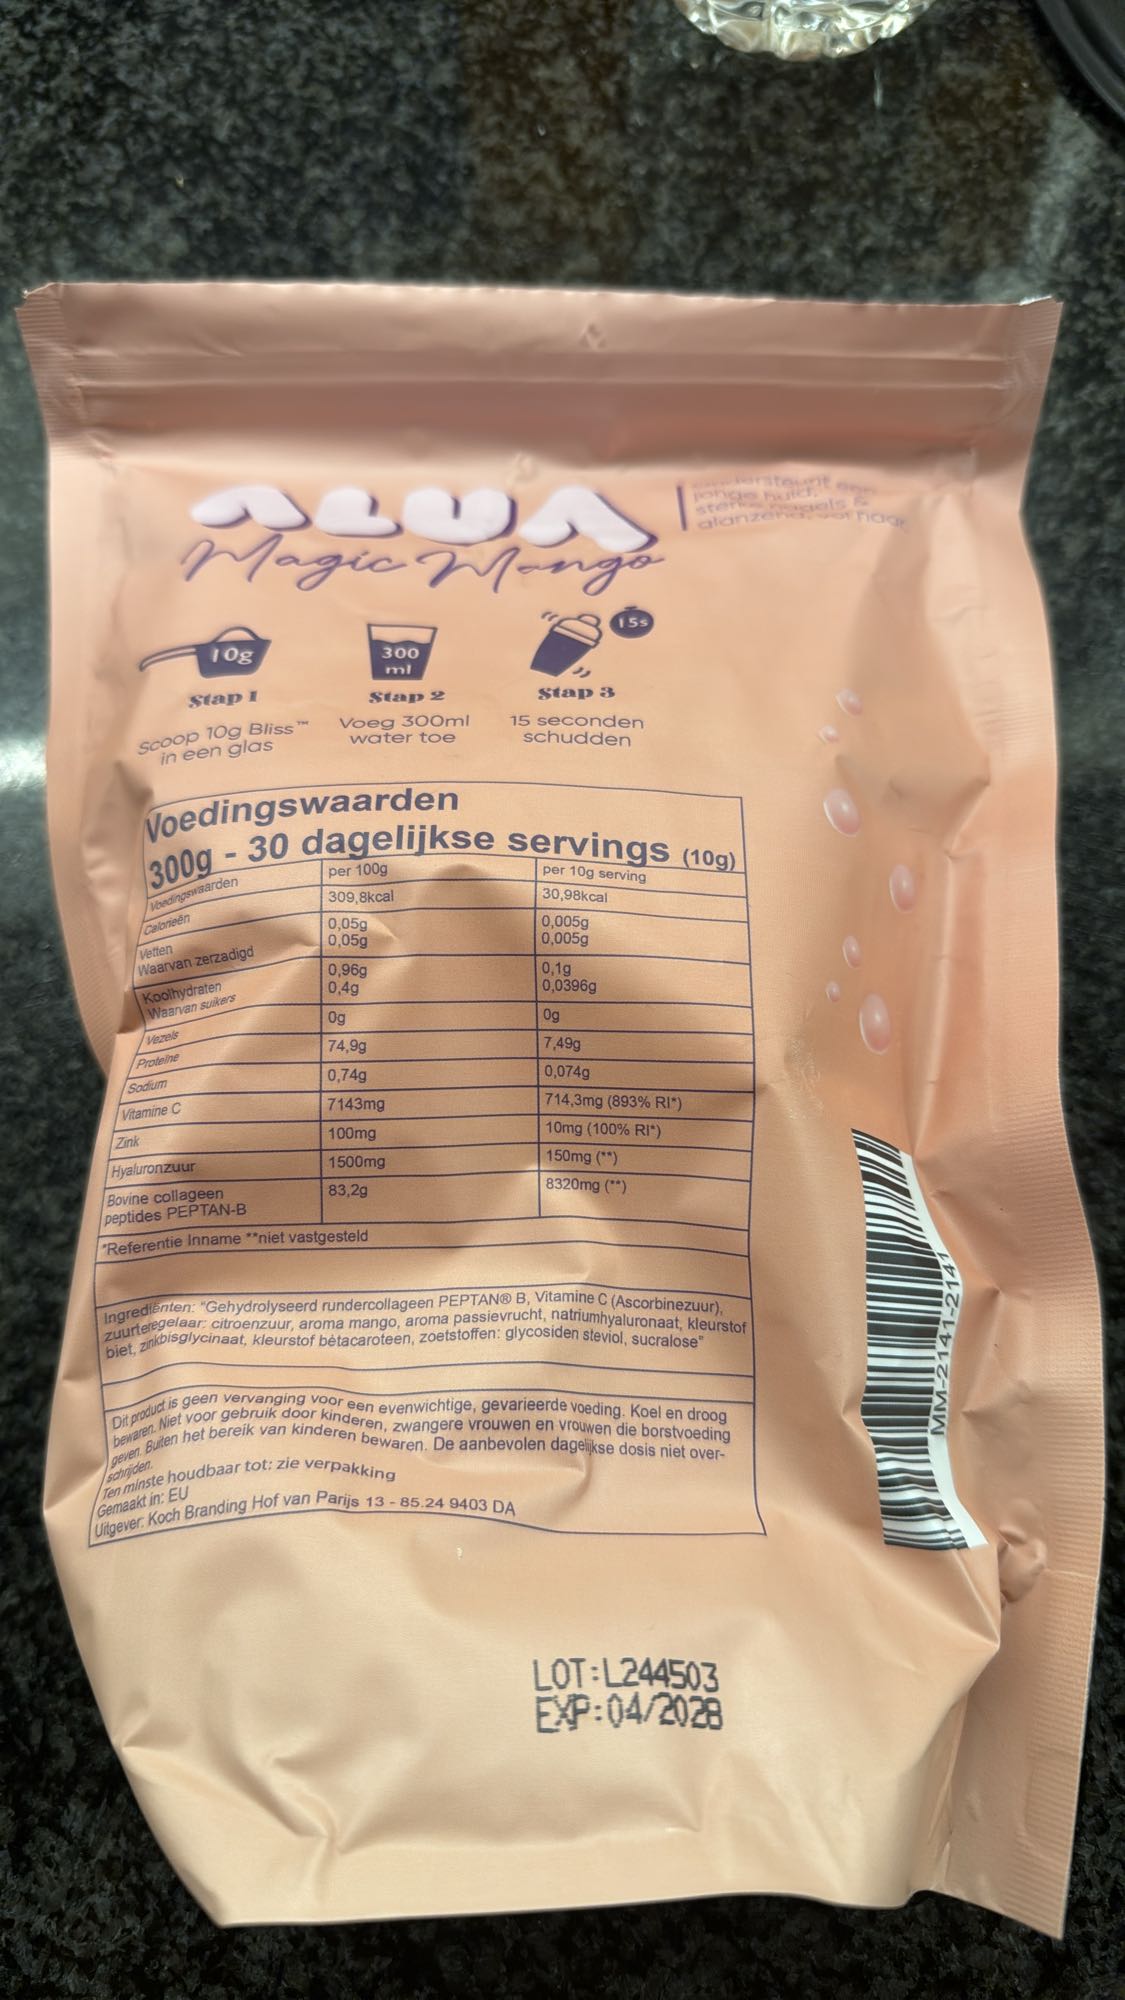 ALUA
Magic Mango
ondersteunt een
jonge huid,
sterke nagels &
glanzend, vol haar
10g
300
ml
15s
Stap 1
Stap 2
Stap 3
Scoop 10g Bliss™
in een glas
Voeg 300ml
water toe
15 seconden
schudden
Voedingswaarden
300g - 30 dagelijkse servings (10g)
Voedingswaarden per 100g per 10g serving
Calorieën 309,8kcal 30,98kcal
Vetten 0,05g 0,005g
Waarvan zerzadigd 0,05g 0,005g
Koolhydraten 0,96g 0,1g
Waarvan suikers 0,4g 0,0396g
Vezels 0g 0g
Proteïne 74,9g 7,49g
Sodium 0,74g 0,074g
Vitamine C 7143mg 714,3mg (893% RI*)
Zink 100mg 10mg (100% RI*)
Hyaluronzuur 1500mg 150mg (**)
Bovine collageen 83,2g 8320mg (**)
peptides PEPTAN-B
*Referentie Inname **niet vastgesteld
Ingrediënten: "Gehydrolyseerd rundercollageen PEPTAN® B, Vitamine C (Ascorbinezuur),
zuurteregelaar: citroenzuur, aroma mango, aroma passievrucht, natriumhyaluronaat, kleurstof
biet, zinkbisglycinaat, kleurstof bètacaroteen, zoetstoffen: glycosiden steviol, sucralose"
Dit product is geen vervanging voor een evenwichtige, gevarieerde voeding. Koel en droog
bewaren. Niet voor gebruik door kinderen, zwangere vrouwen en vrouwen die borstvoeding
geven. Buiten het bereik van kinderen bewaren. De aanbevolen dagelijkse dosis niet over-
schrijden.
Ten minste houdbaar tot: zie verpakking
Gemaakt in: EU
Uitgever: Koch Branding Hof van Parijs 13 - 85.24 9403 DA
MM-2141-2141
LOT:L244503
EXP:04/2028